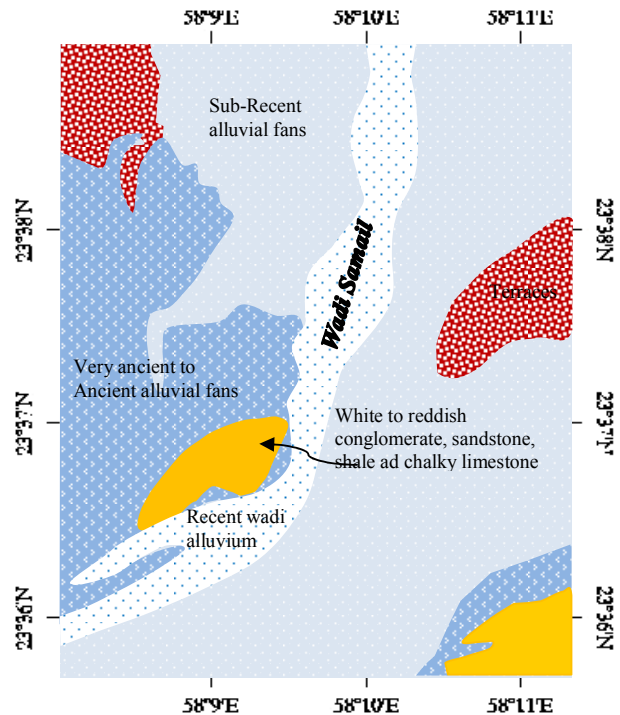 58°9'E 58°10'E 58°11'E
Sub-Recent
alluvial fans
23°38'N
23°38'N
Wadi Samail
Terraces
Very ancient to
Ancient alluvial fans
White to reddish
conglomerate, sandstone,
shale ad chalky limestone
23°37'N
23°37'N
Recent wadi
alluvium
23°36'N
23°36'N
58°9'E 58°10'E 58°11'E